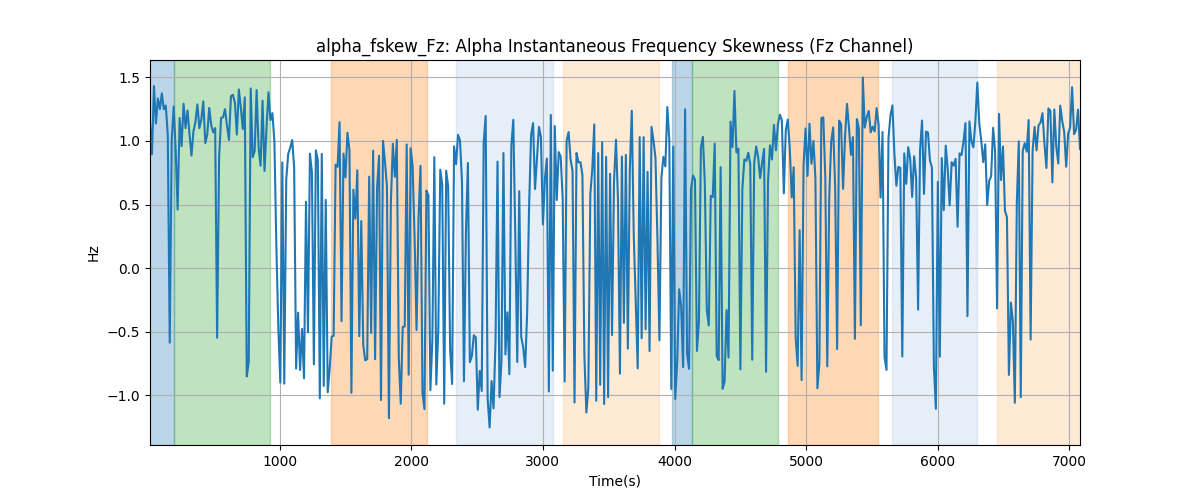 alpha_fskew_Fz: Alpha Instantaneous Frequency Skewness (Fz Channel)
1.5
1.0
0.5
0.0
−0.5
−1.0
Hz
1000 2000 3000 4000 5000 6000 7000
Time(s)